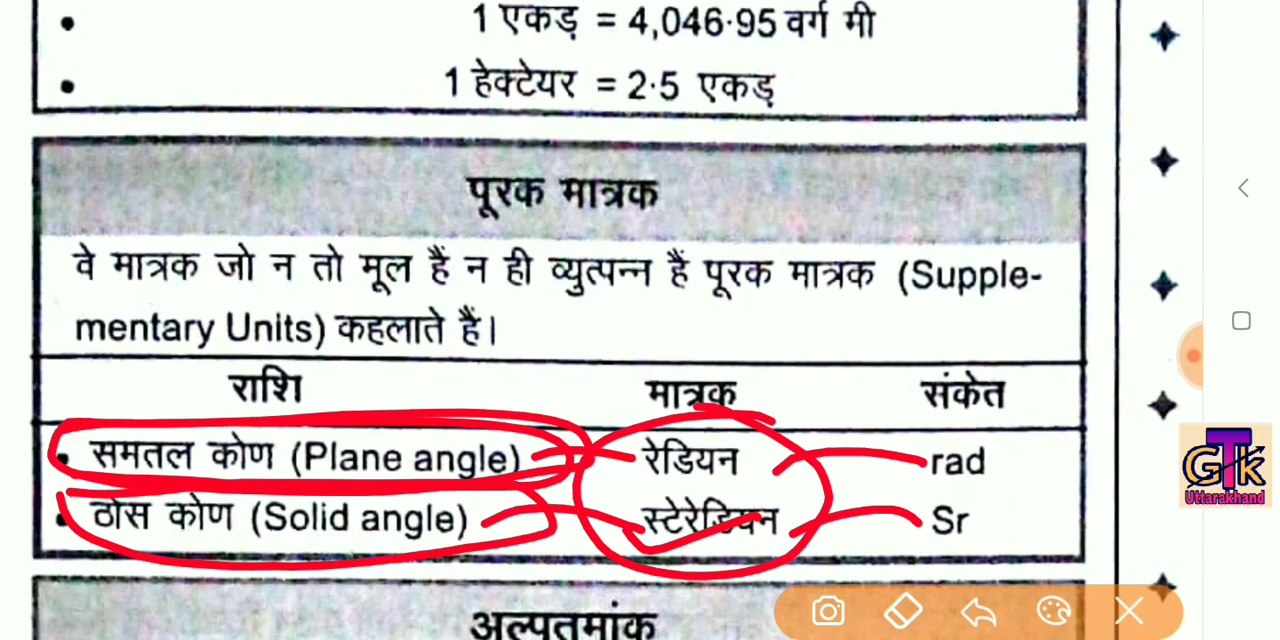 • 1 एकड़ = 4,046·95 वर्ग मी
• 1 हेक्टेयर = 2·5 एकड़
पूरक मात्रक
वे मात्रक जो न तो मूल हैं न ही व्युत्पन्न हैं पूरक मात्रक (Supple-
mentary Units) कहलाते हैं।
राशि मात्रक संकेत
• समतल कोण (Plane angle) रेडियन rad
• ठोस कोण (Solid angle) स्टेरेडियन Sr
अल्पतमांक
GTK
Uttarakhand